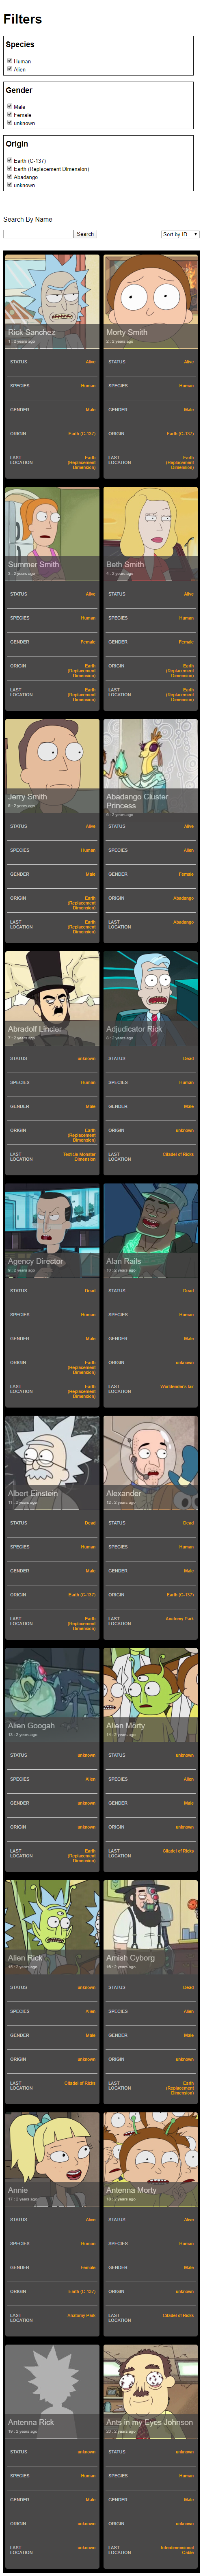 Filters
Species
Human
Alien
Gender
Male
Female
unknown
Origin
Earth (C-137)
Earth (Replacement Dimension)
Abadango
unknown
Search By Name
Search
Sort by ID
Rick Sanchez
1 : 2 years ago
STATUS Alive
SPECIES Human
GENDER Male
ORIGIN Earth (C-137)
LAST LOCATION Earth (Replacement Dimension)
Morty Smith
2 : 2 years ago
STATUS Alive
SPECIES Human
GENDER Male
ORIGIN Earth (C-137)
LAST LOCATION Earth (Replacement Dimension)
Summer Smith
3 : 2 years ago
STATUS Alive
SPECIES Human
GENDER Female
ORIGIN Earth (Replacement Dimension)
LAST LOCATION Earth (Replacement Dimension)
Beth Smith
4 : 2 years ago
STATUS Alive
SPECIES Human
GENDER Female
ORIGIN Earth (Replacement Dimension)
LAST LOCATION Earth (Replacement Dimension)
Jerry Smith
5 : 2 years ago
STATUS Alive
SPECIES Human
GENDER Male
ORIGIN Earth (Replacement Dimension)
LAST LOCATION Earth (Replacement Dimension)
Abadango Cluster Princess
6 : 2 years ago
STATUS Alive
SPECIES Alien
GENDER Female
ORIGIN Abadango
LAST LOCATION Abadango
Abradolf Lincler
7 : 2 years ago
STATUS unknown
SPECIES Human
GENDER Male
ORIGIN Earth (Replacement Dimension)
LAST LOCATION Testicle Monster Dimension
Adjudicator Rick
8 : 2 years ago
STATUS Dead
SPECIES Human
GENDER Male
ORIGIN unknown
LAST LOCATION Citadel of Ricks
Agency Director
9 : 2 years ago
STATUS Dead
SPECIES Human
GENDER Male
ORIGIN Earth (Replacement Dimension)
LAST LOCATION Earth (Replacement Dimension)
Alan Rails
10 : 2 years ago
STATUS Dead
SPECIES Human
GENDER Male
ORIGIN unknown
LAST LOCATION Worldender's lair
Albert Einstein
11 : 2 years ago
STATUS Dead
SPECIES Human
GENDER Male
ORIGIN Earth (C-137)
LAST LOCATION Earth (Replacement Dimension)
Alexander
12 : 2 years ago
STATUS Dead
SPECIES Human
GENDER Male
ORIGIN Earth (C-137)
LAST LOCATION Anatomy Park
Alien Googah
13 : 2 years ago
STATUS unknown
SPECIES Alien
GENDER unknown
ORIGIN unknown
LAST LOCATION Earth (Replacement Dimension)
Alien Morty
14 : 2 years ago
STATUS unknown
SPECIES Alien
GENDER Male
ORIGIN unknown
LAST LOCATION Citadel of Ricks
Alien Rick
15 : 2 years ago
STATUS unknown
SPECIES Alien
GENDER Male
ORIGIN unknown
LAST LOCATION Citadel of Ricks
Amish Cyborg
16 : 2 years ago
STATUS Dead
SPECIES Alien
GENDER Male
ORIGIN unknown
LAST LOCATION Earth (Replacement Dimension)
Annie
17 : 2 years ago
STATUS Alive
SPECIES Human
GENDER Female
ORIGIN Earth (C-137)
LAST LOCATION Anatomy Park
Antenna Morty
18 : 2 years ago
STATUS Alive
SPECIES Human
GENDER Male
ORIGIN unknown
LAST LOCATION Citadel of Ricks
Antenna Rick
19 : 2 years ago
STATUS unknown
SPECIES Human
GENDER Male
ORIGIN unknown
LAST LOCATION unknown
Ants in my Eyes Johnson
20 : 2 years ago
STATUS unknown
SPECIES Human
GENDER Male
ORIGIN unknown
LAST LOCATION Interdimensional Cable